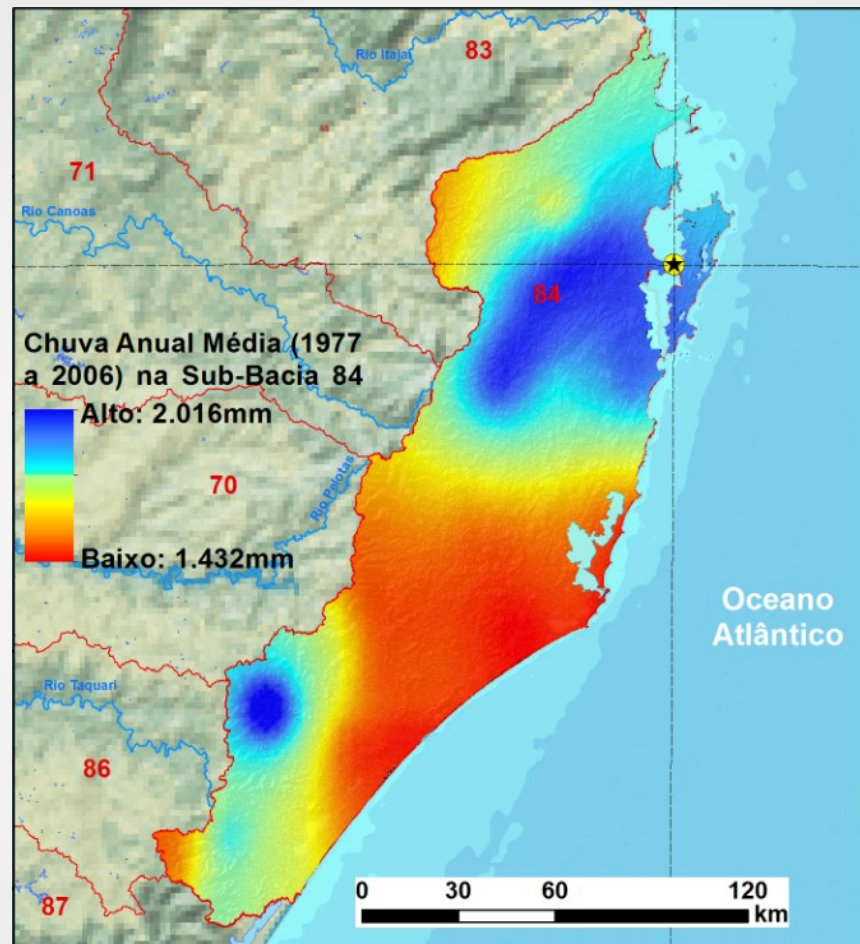 Rio Itajaí
83
71
Rio Canoas
84
Chuva Anual Média (1977
a 2006) na Sub-Bacia 84
Alto: 2.016mm
70
Rio Pelotas
Baixo: 1.432mm
Oceano
Atlântico
Rio Taquari
86
87
0 30 60 120
km